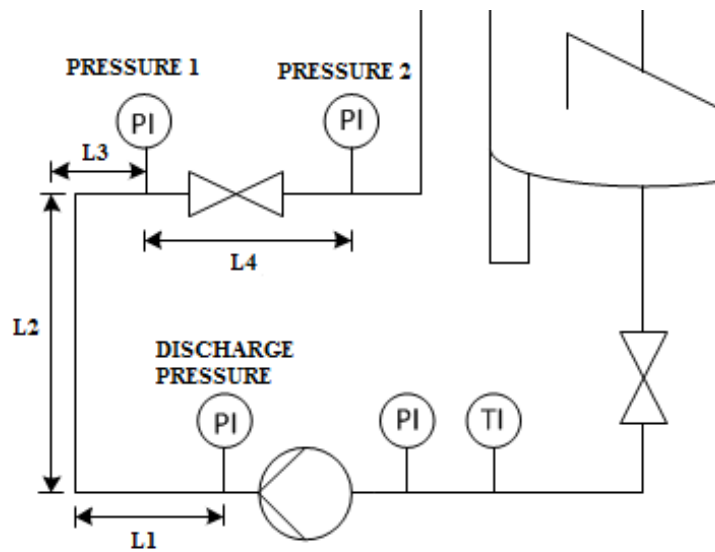 PRESSURE 1
PRESSURE 2
PI
PI
L3
L4
L2
DISCHARGE
PRESSURE
PI
PI
TI
L1